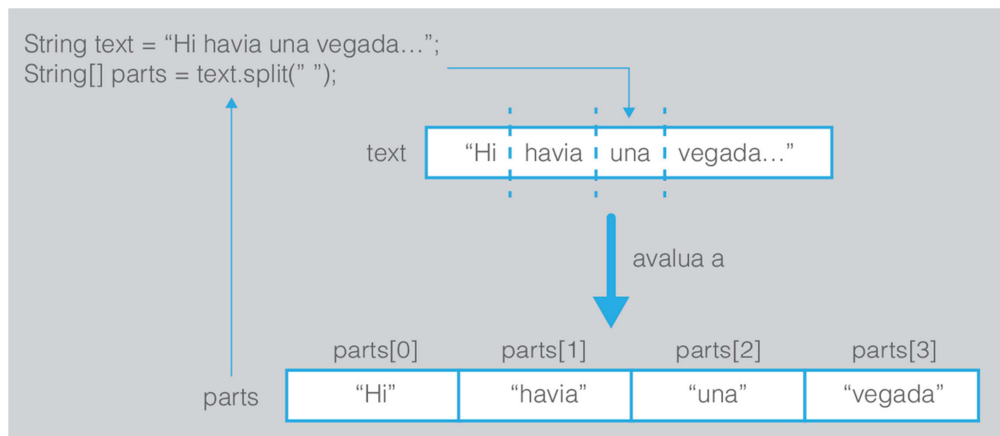 String text = “Hi havia una vegada…”;
String[] parts = text.split(” ”);
text “Hi havia una vegada…”
avalua a
parts[0] parts[1] parts[2] parts[3]
parts “Hi” “havia” “una” “vegada”